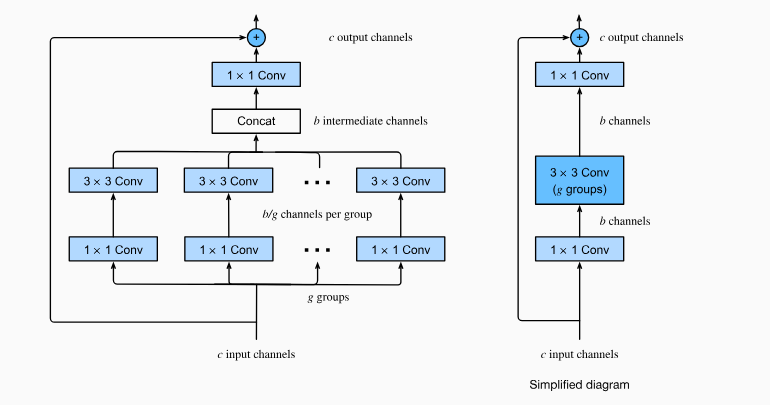 +
c output channels
1 × 1 Conv
Concat
b intermediate channels
3 × 3 Conv
3 × 3 Conv
3 × 3 Conv
b/g channels per group
1 × 1 Conv
1 × 1 Conv
1 × 1 Conv
g groups
c input channels
+
c output channels
1 × 1 Conv
b channels
3 × 3 Conv
(g groups)
b channels
1 × 1 Conv
c input channels
Simplified diagram